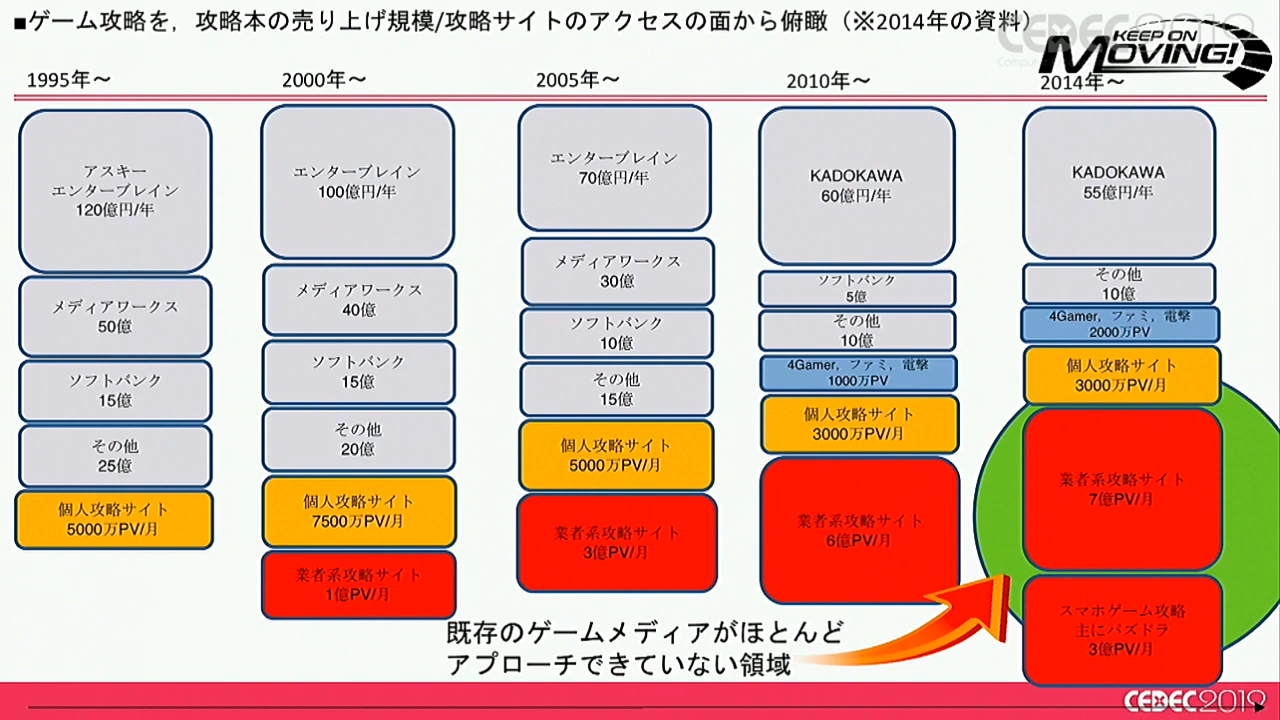 ■ゲーム攻略を，攻略本の売り上げ規模/攻略サイトのアクセスの面から俯瞰（※2014年の資料）
CEDEC2019
KEEP ON
MOVING!
1995年～
2000年～
2005年～
2010年～
2014年～
アスキー
エンターブレイン
120億円/年
メディアワークス
50億
ソフトバンク
15億
その他
25億
個人攻略サイト
5000万PV/月
エンターブレイン
100億円/年
メディアワークス
40億
ソフトバンク
15億
その他
20億
個人攻略サイト
7500万PV/月
業者系攻略サイト
1億PV/月
エンターブレイン
70億円/年
メディアワークス
30億
ソフトバンク
10億
その他
15億
個人攻略サイト
5000万PV/月
業者系攻略サイト
3億PV/月
KADOKAWA
60億円/年
ソフトバンク
5億
その他
10億
4Gamer，ファミ，電撃
1000万PV
個人攻略サイト
3000万PV/月
業者系攻略サイト
6億PV/月
KADOKAWA
55億円/年
その他
10億
4Gamer，ファミ，電撃
2000万PV
個人攻略サイト
3000万PV/月
業者系攻略サイト
7億PV/月
スマホゲーム攻略
主にパズドラ
3億PV/月
既存のゲームメディアがほとんど
アプローチできていない領域
CEDEC2019